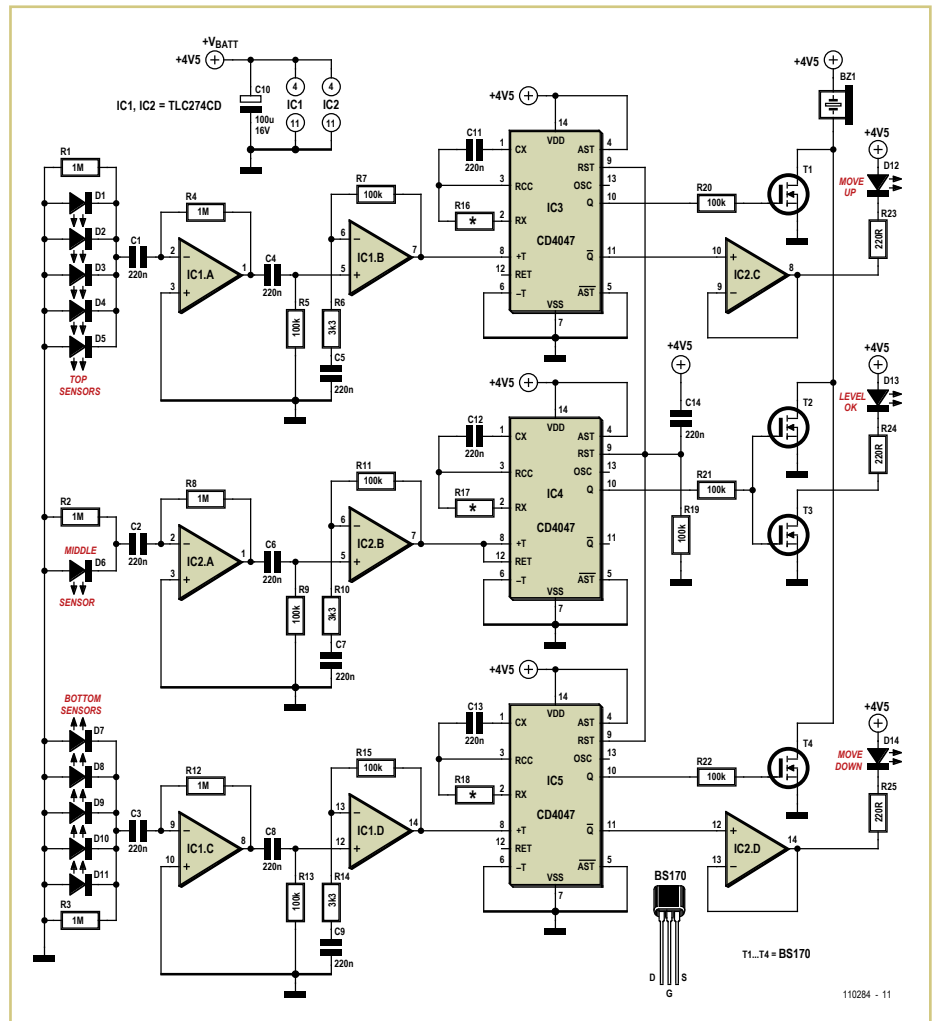 +VBATT
+4V5
IC1, IC2 = TLC274CD
C10
100u
16V
4
IC1
11
4
IC2
11
R1
1M
D1
D2
D3
D4
D5
TOP
SENSORS
C1
220n
R4
1M
2
3
1
IC1.A
C4
220n
R5
100k
R7
100k
6
5
7
IC1.B
R6
3k3
C5
220n
+4V5
C11
220n
R16
*
14
VDD
1 CX
3 RCC
2 RX
8 +T
12 RET
6 –T
AST 4
RST 9
OSC 13
Q 10
Q 11
AST 5
IC3
CD4047
VSS
7
R20
100k
T1
+4V5
BZ1
+4V5
D12
MOVE
UP
R23
220R
10
9
8
IC2.C
R2
1M
D6
MIDDLE
SENSOR
C2
220n
R8
1M
2
3
1
IC2.A
C6
220n
R9
100k
R11
100k
6
5
7
IC2.B
R10
3k3
C7
220n
+4V5
C12
220n
R17
*
14
VDD
1 CX
3 RCC
2 RX
8 +T
12 RET
6 –T
AST 4
RST 9
OSC 13
Q 10
Q 11
AST 5
IC4
CD4047
VSS
7
+4V5
C14
220n
R19
100k
R21
100k
T2
T3
+4V5
D13
LEVEL
OK
R24
220R
BOTTOM
SENSORS
D7
D8
D9
D10
D11
R3
1M
C3
220n
R12
1M
9
10
8
IC1.C
C8
220n
R13
100k
R15
100k
13
12
14
IC1.D
R14
3k3
C9
220n
+4V5
C13
220n
R18
*
14
VDD
1 CX
3 RCC
2 RX
8 +T
12 RET
6 –T
AST 4
RST 9
OSC 13
Q 10
Q 11
AST 5
IC5
CD4047
VSS
7
R22
100k
T4
+4V5
D14
MOVE
DOWN
R25
220R
12
13
14
IC2.D
BS170
D
G
S
T1...T4 = BS170
110284 - 11